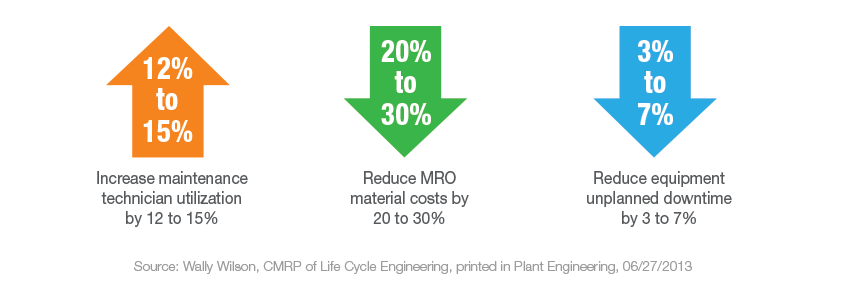 12%
to
15%
Increase maintenance
technician utilization
by 12 to 15%
20%
to
30%
Reduce MRO
material costs by
20 to 30%
3%
to
7%
Reduce equipment
unplanned downtime
by 3 to 7%
Source: Wally Wilson, CMRP of Life Cycle Engineering, printed in Plant Engineering, 06/27/2013